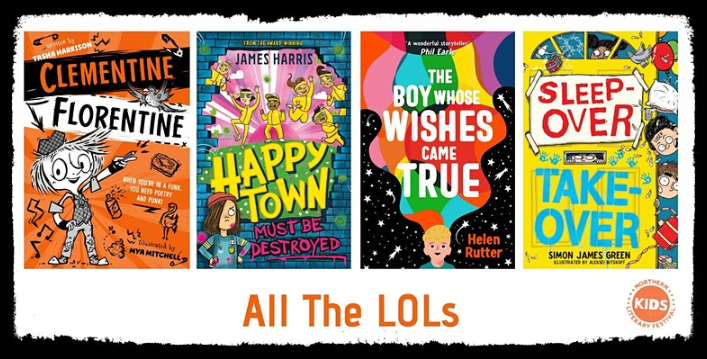 written by
TASHA HARRISON
CLEMENTINE
FLORENTINE
WHEN YOU'RE IN A FUNK,
YOU NEED POETRY
AND PUNK!
Illustrated by
MYA MITCHELL
FROM THE AWARD-WINNING
JAMES HARRIS
HAPPY
TOWN
MUST BE
DESTROYED
'A wonderful storyteller'
Phil Earle
THE
BOY WHOSE
WISHES
CAME
TRUE
Helen
Rutter
SLEEP-
OVER
TAKE-
OVER
SIMON JAMES GREEN
ILLUSTRATED BY ALEKSEI BITSKOFF
All The LOLs
NORTHERN
KIDS
LITERARY FESTIVAL